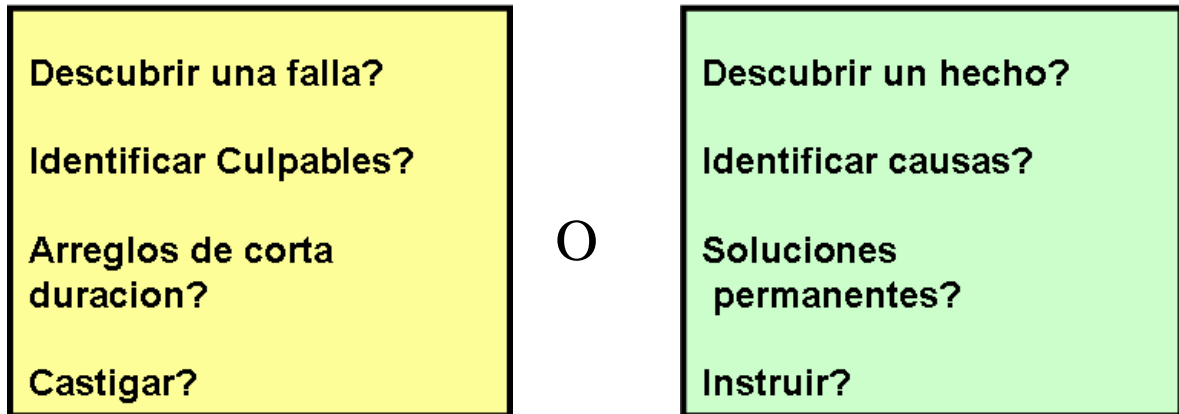 Descubrir una falla?
Identificar Culpables?
Arreglos de corta
duracion?
Castigar?
O
Descubrir un hecho?
Identificar causas?
Soluciones
permanentes?
Instruir?